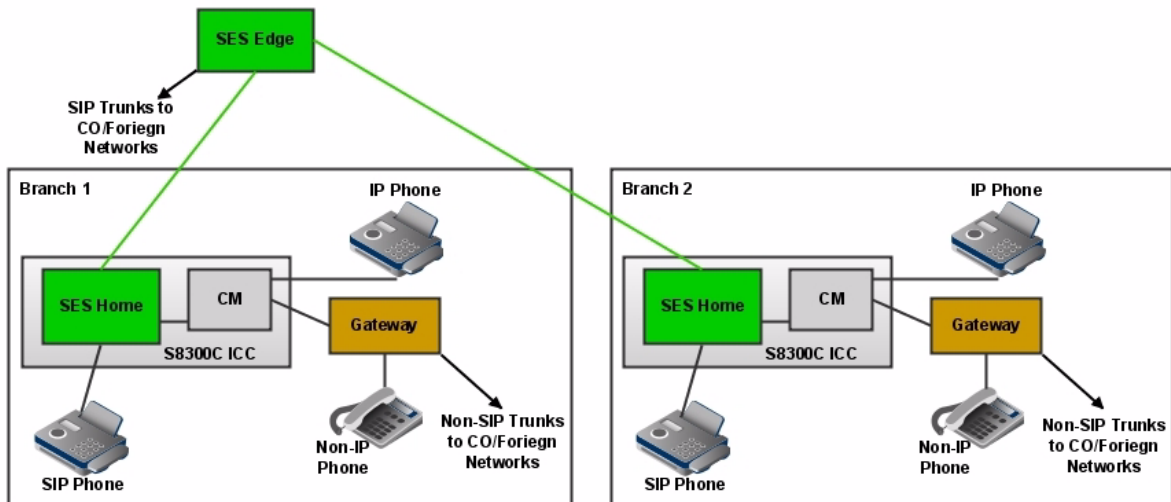 SES Edge
SIP Trunks to
CO/Foriegn
Networks
Branch 1
IP Phone
SES Home
CM
S8300C ICC
Gateway
SIP Phone
Non-IP
Phone
Non-SIP Trunks
to CO/Foriegn
Networks
Branch 2
IP Phone
SES Home
CM
S8300C ICC
Gateway
SIP Phone
Non-IP
Phone
Non-SIP Trunks
to CO/Foriegn
Networks